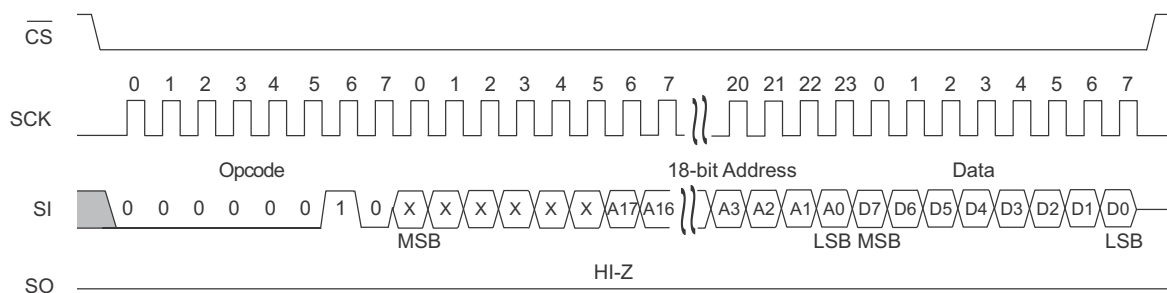 CS
0 1 2 3 4 5 6 7 0 1 2 3 4 5 6 7 20 21 22 23 0 1 2 3 4 5 6 7
SCK
Opcode 18-bit Address Data
SI 0 0 0 0 0 0 1 0 X X X X X X A17 A16 A3 A2 A1 A0 D7 D6 D5 D4 D3 D2 D1 D0
MSB LSB MSB LSB
HI-Z
SO